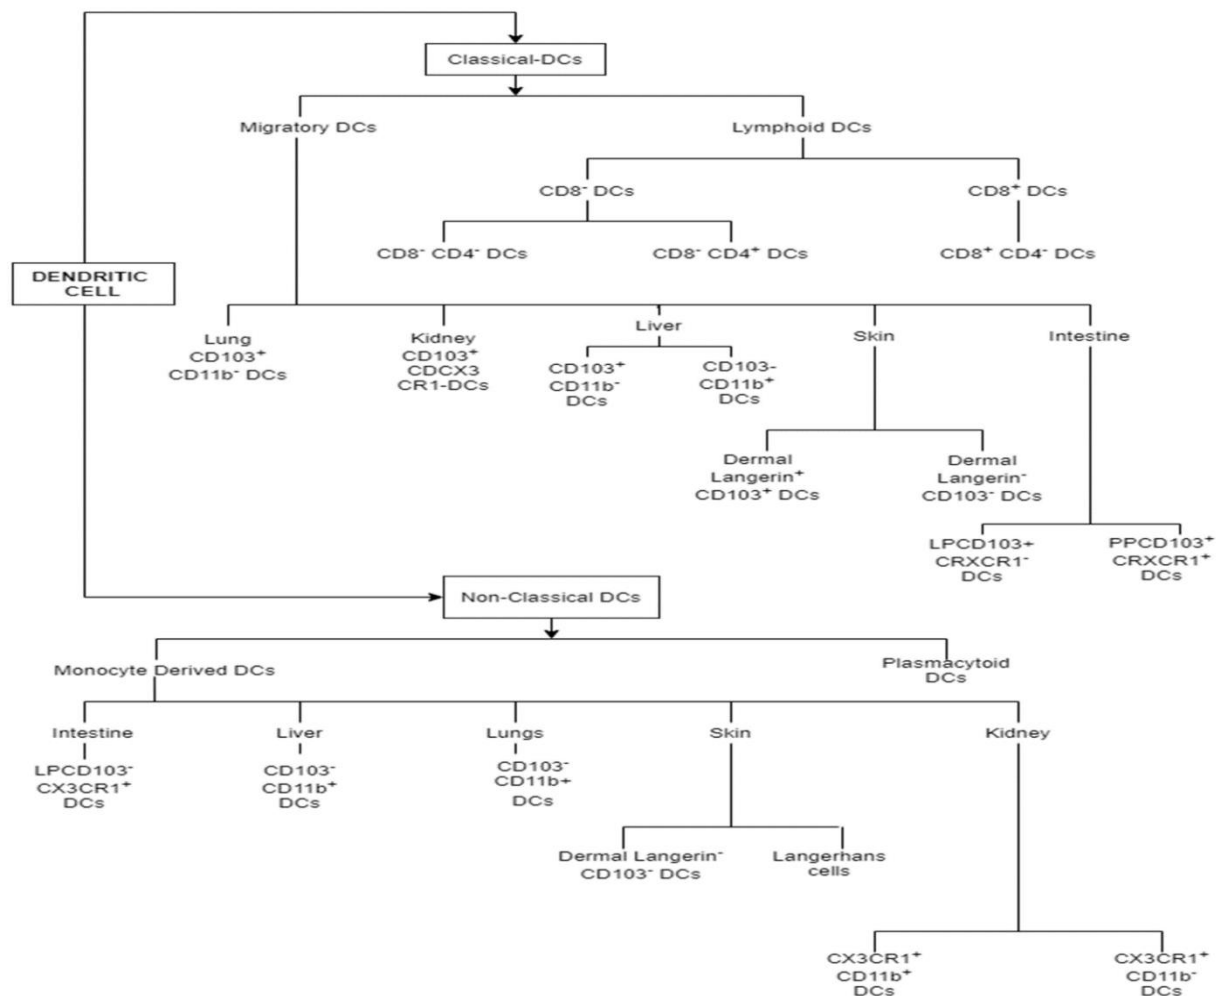 Classical-DCs
Migratory DCs
Lymphoid DCs
CD8⁻ DCs
CD8⁺ DCs
CD8⁻ CD4⁻ DCs
CD8⁻ CD4⁺ DCs
CD8⁺ CD4⁻ DCs
DENDRITIC
CELL
Lung
CD103⁺
CD11b⁻ DCs
Kidney
CD103⁺
CDCX3
CR1-DCs
Liver
CD103⁺
CD11b⁻
DCs
CD103-
CD11b⁺
DCs
Skin
Dermal
Langerin⁺
CD103⁺ DCs
Dermal
Langerin⁻
CD103⁻ DCs
Intestine
LPCD103+
CRXCR1⁻
DCs
PPCD103⁺
CRXCR1⁺
DCs
Non-Classical DCs
Monocyte Derived DCs
Plasmacytoid
DCs
Intestine
LPCD103⁻
CX3CR1⁺
DCs
Liver
CD103⁻
CD11b⁺
DCs
Lungs
CD103⁻
CD11b+
DCs
Skin
Dermal Langerin⁻
CD103⁻ DCs
Langerhans
cells
Kidney
CX3CR1⁺
CD11b⁺
DCs
CX3CR1⁺
CD11b⁻
DCs